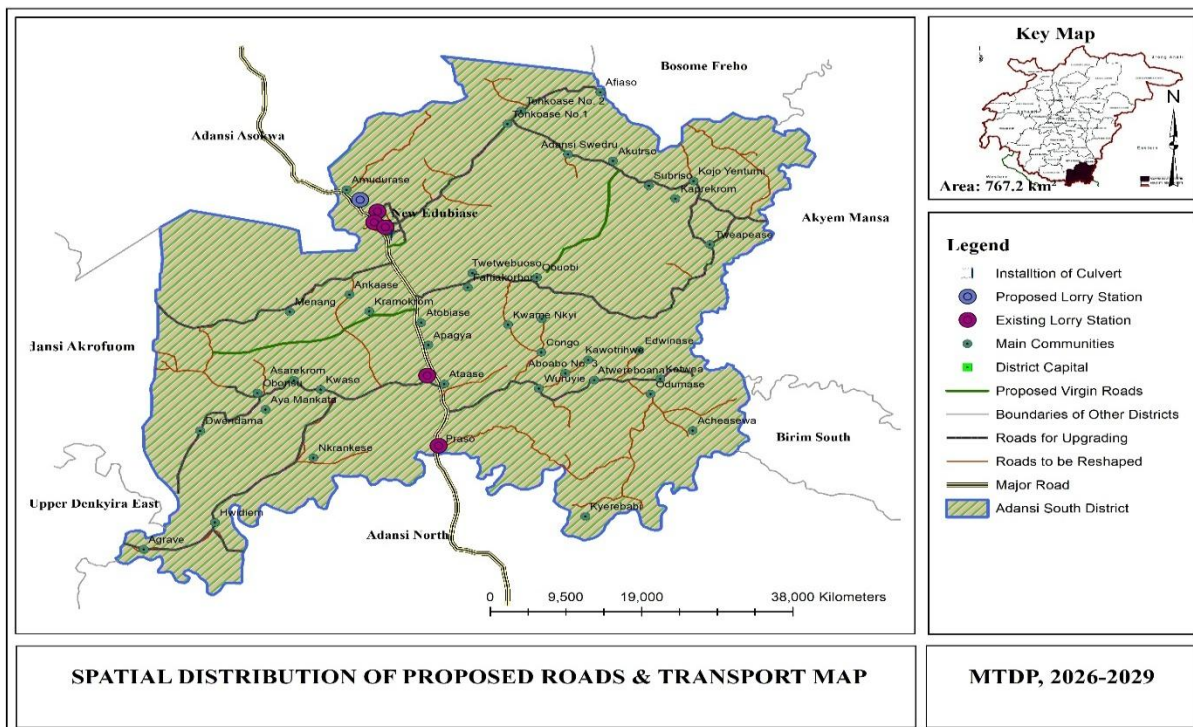 Bosome Freho
Afiaso
Tonkoase No. 2
Tonkoase No.1
Adansi Asokwa
Adansi Swedru
Akutrso
Kojo Yentumi
Subriso
Kaprekrom
Amudurase
New Edubiase
Akyem Mansa
Tweapease
Twetwebuoso
Obuobi
Ankaase
Menang
Kramokrom
Atobiase
Kwame Nkyi
Apagya
dansi Akrofuom
Congo
Edwinase
Kawotrihwe
Aboabo No. 3
Atwereboana
Asarekrom
Obonsu
Kwaso
Ataase
Wuruyie
Odumase
Aya Mankata
Dwendama
Acheasewa
Praso
Birim South
Nkrankese
Upper Denkyira East
Hwidiem
Kyerebabi
Agrave
Adansi North
0 9,500 19,000 38,000 Kilometers
Key Map
N
Area: 767.2 km²
Legend
Installtion of Culvert
Proposed Lorry Station
Existing Lorry Station
Main Communities
District Capital
Proposed Virgin Roads
Boundaries of Other Districts
Roads for Upgrading
Roads to be Reshaped
Major Road
Adansi South District
SPATIAL DISTRIBUTION OF PROPOSED ROADS & TRANSPORT MAP
MTDP, 2026-2029